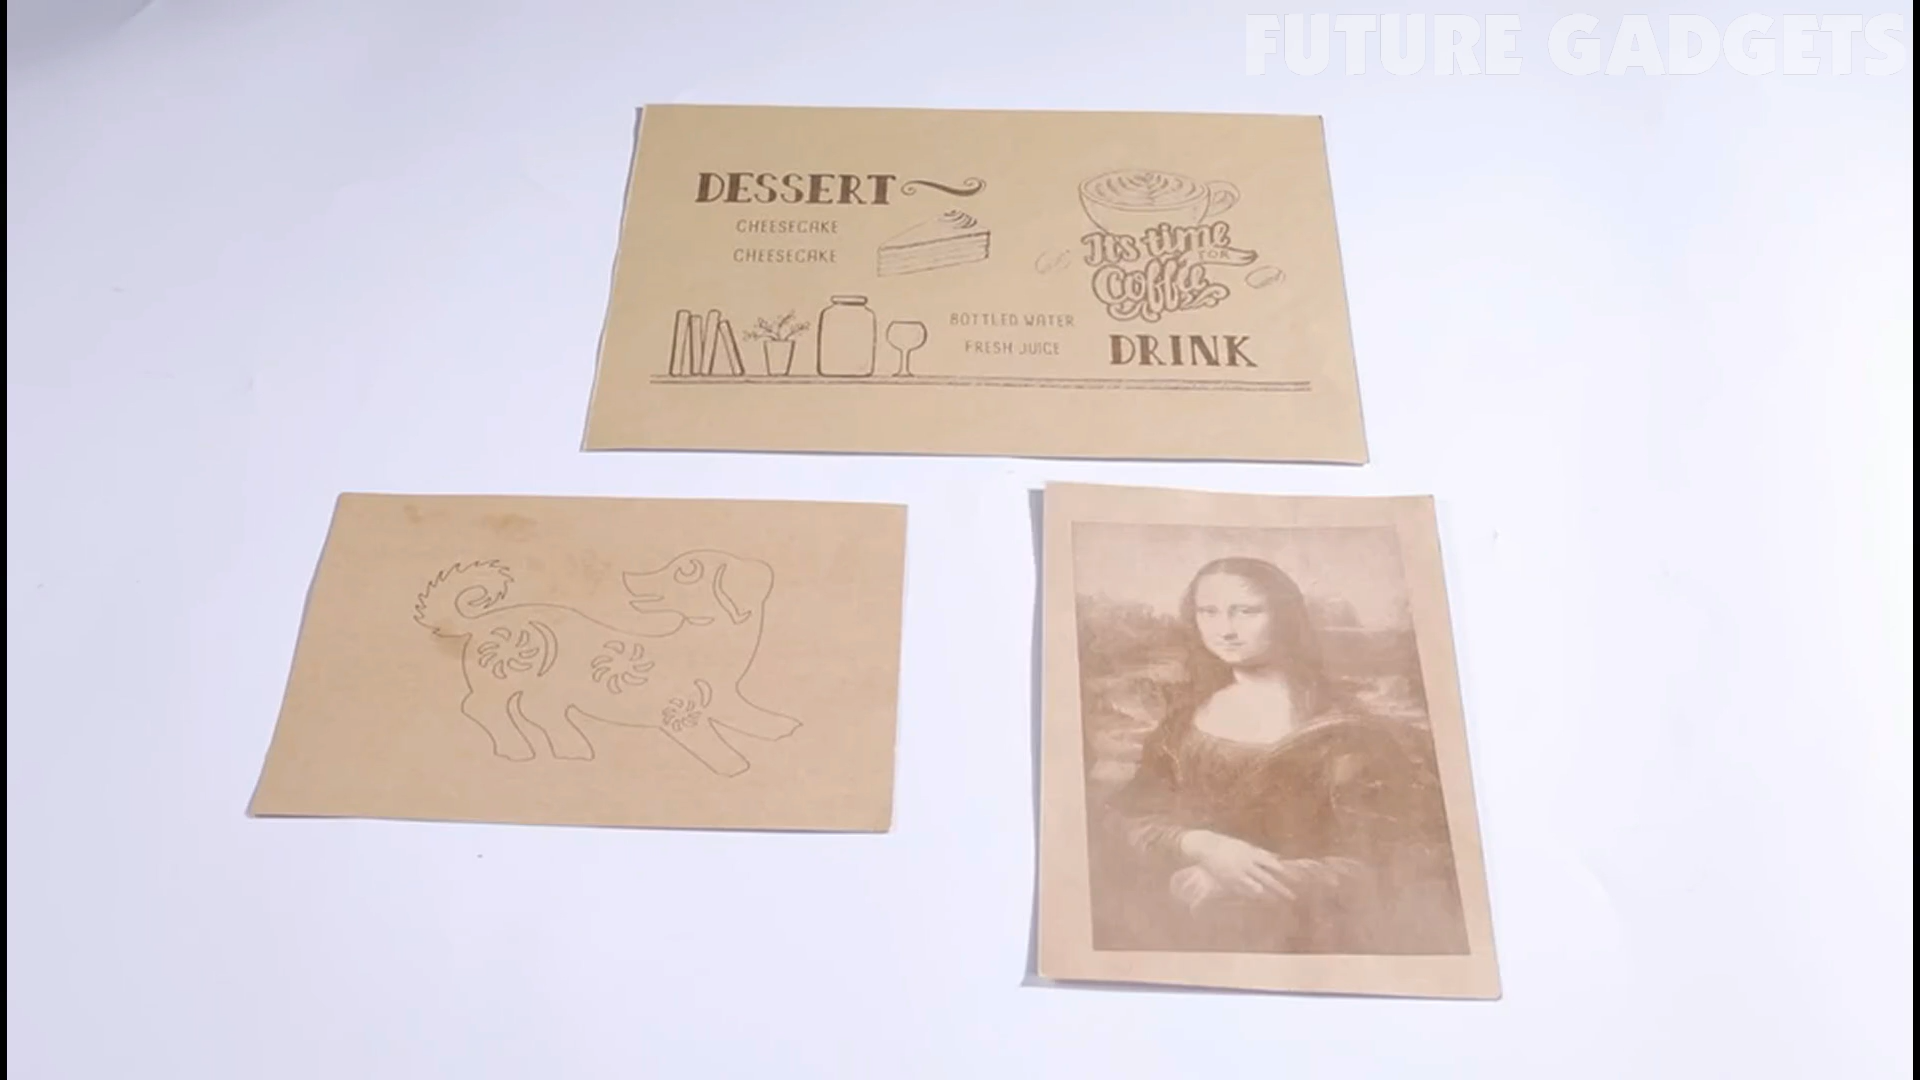 FUTURE GADGETS
DESSERT
CHEESECAKE
CHEESECAKE
It's time
FOR
Coffee
BOTTLED WATER
FRESH JUICE
DRINK